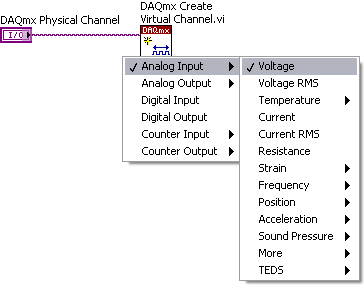 DAQmx Create
DAQmx Physical Channel
Virtual Channel.vi
I/O
DAQmx
Analog Input
Analog Output
Digital Input
Digital Output
Counter Input
Counter Output
Voltage
Voltage RMS
Temperature
Current
Current RMS
Resistance
Strain
Frequency
Position
Acceleration
Sound Pressure
More
TEDS